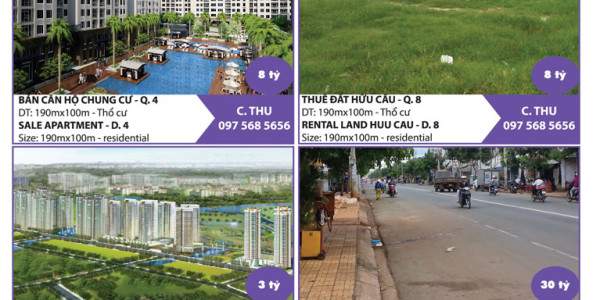 8 tỷ
8 tỷ
BÁN CĂN HỘ CHUNG CƯ - Q. 4
DT: 190mx100m - Thổ cư
SALE APARTMENT - D. 4
Size: 190mx100m - residential
C. THU
097 568 5656
THUÊ ĐẤT HỮU CẦU - Q. 8
DT: 190mx100m - Thổ cư
RENTAL LAND HUU CAU - D. 8
Size: 190mx100m - residential
C. THU
097 568 5656
3 tỷ
30 tỷ